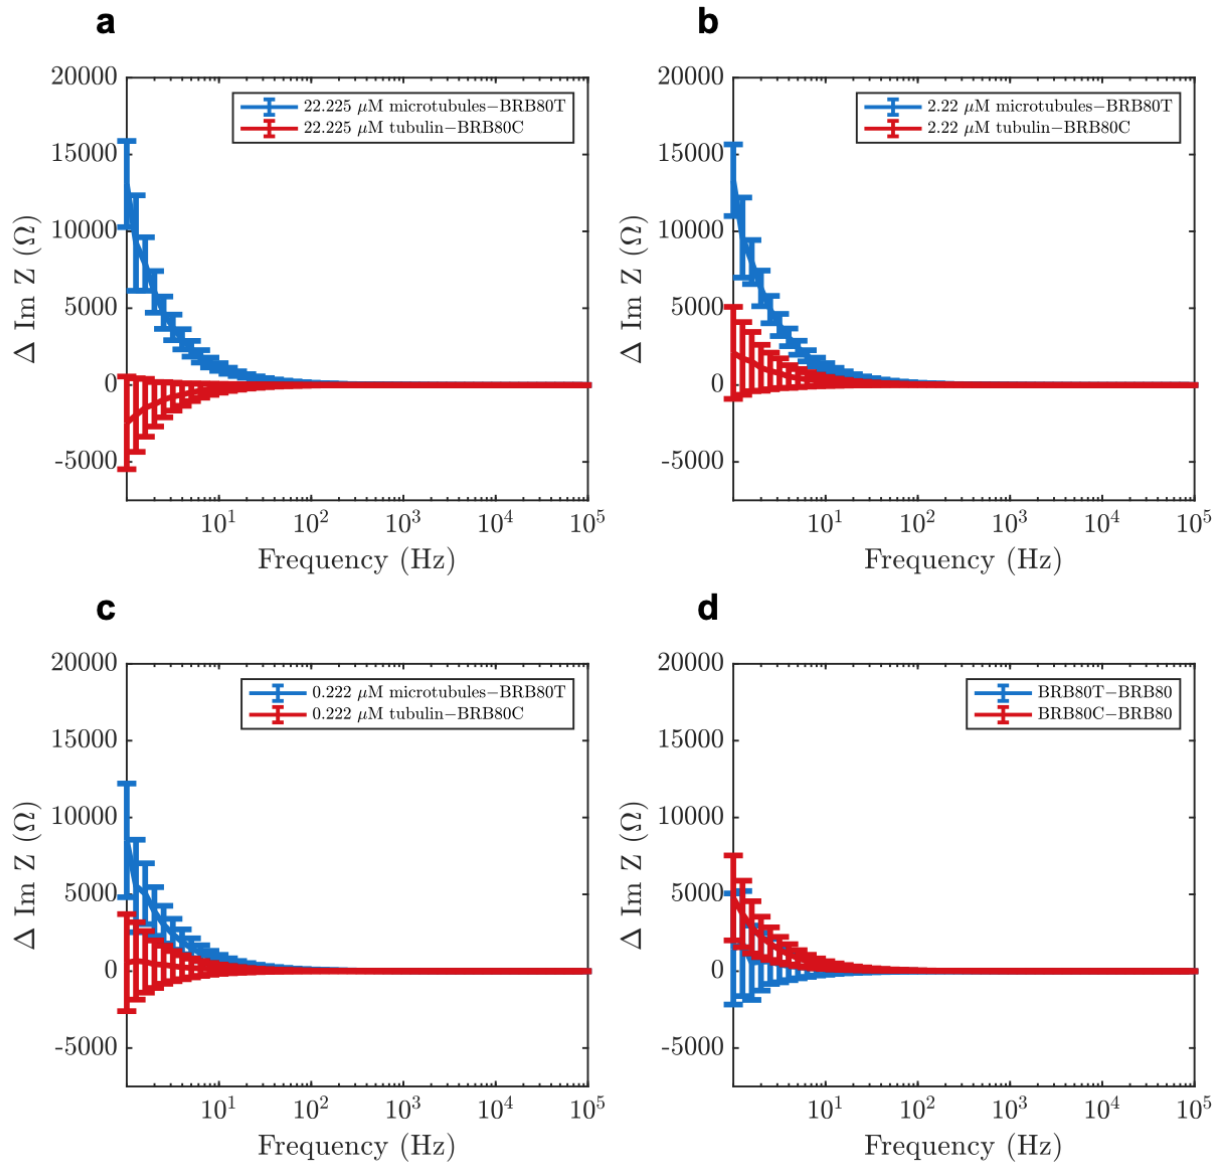 a
20000
15000
10000
5000
0
-5000
Δ Im Z (Ω)
22.225 μM microtubules−BRB80T
22.225 μM tubulin−BRB80C
10¹ 10² 10³ 10⁴ 10⁵
Frequency (Hz)
b
20000
15000
10000
5000
0
-5000
Δ Im Z (Ω)
2.22 μM microtubules−BRB80T
2.22 μM tubulin−BRB80C
10¹ 10² 10³ 10⁴ 10⁵
Frequency (Hz)
c
20000
15000
10000
5000
0
-5000
Δ Im Z (Ω)
0.222 μM microtubules−BRB80T
0.222 μM tubulin−BRB80C
10¹ 10² 10³ 10⁴ 10⁵
Frequency (Hz)
d
20000
15000
10000
5000
0
-5000
Δ Im Z (Ω)
BRB80T−BRB80
BRB80C−BRB80
10¹ 10² 10³ 10⁴ 10⁵
Frequency (Hz)